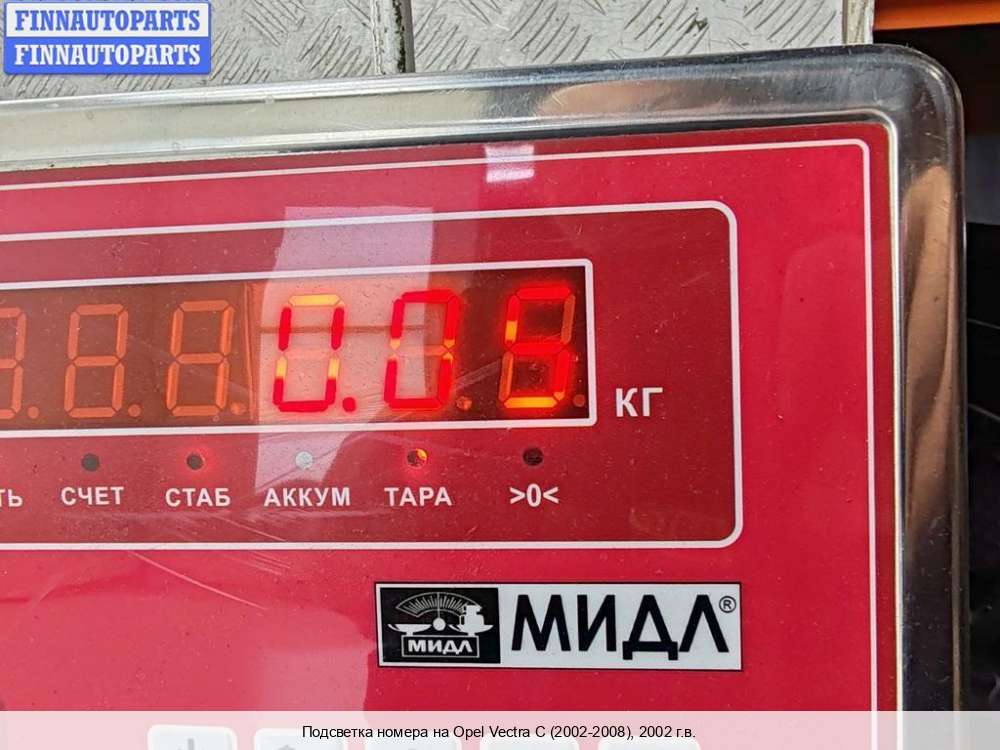 FINNAUTOPARTS
FINNAUTOPARTS
0.05
КГ
СЧЕТ СТАБ АККУМ ТАРА >0<
МИДЛ МИДЛ®
Подсветка номера на Opel Vectra C (2002-2008), 2002 г.в.